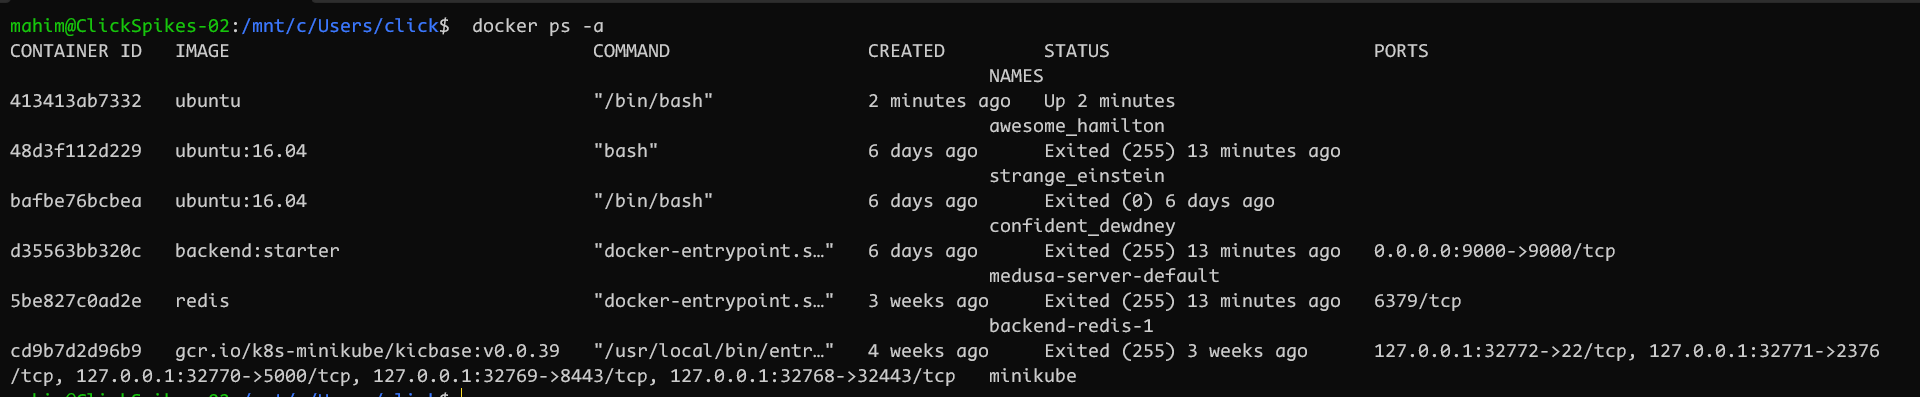 mahim@ClickSpikes-02:/mnt/c/Users/click$  docker ps -a
CONTAINER ID   IMAGE                                 COMMAND                  CREATED         STATUS                        PORTS
                                                                                         NAMES
413413ab7332   ubuntu                                "/bin/bash"              2 minutes ago   Up 2 minutes
                                                                                         awesome_hamilton
48d3f112d229   ubuntu:16.04                          "bash"                   6 days ago      Exited (255) 13 minutes ago
                                                                                         strange_einstein
bafbe76bcbea   ubuntu:16.04                          "/bin/bash"              6 days ago      Exited (0) 6 days ago
                                                                                         confident_dewdney
d35563bb320c   backend:starter                       "docker-entrypoint.s…"   6 days ago      Exited (255) 13 minutes ago   0.0.0.0:9000->9000/tcp
                                                                                         medusa-server-default
5be827c0ad2e   redis                                 "docker-entrypoint.s…"   3 weeks ago     Exited (255) 13 minutes ago   6379/tcp
                                                                                         backend-redis-1
cd9b7d2d96b9   gcr.io/k8s-minikube/kicbase:v0.0.39   "/usr/local/bin/entr…"   4 weeks ago     Exited (255) 3 weeks ago      127.0.0.1:32772->22/tcp, 127.0.0.1:32771->2376
/tcp, 127.0.0.1:32770->5000/tcp, 127.0.0.1:32769->8443/tcp, 127.0.0.1:32768->32443/tcp   minikube
mahim@ClickSpikes-02:/mnt/c/Users/click$